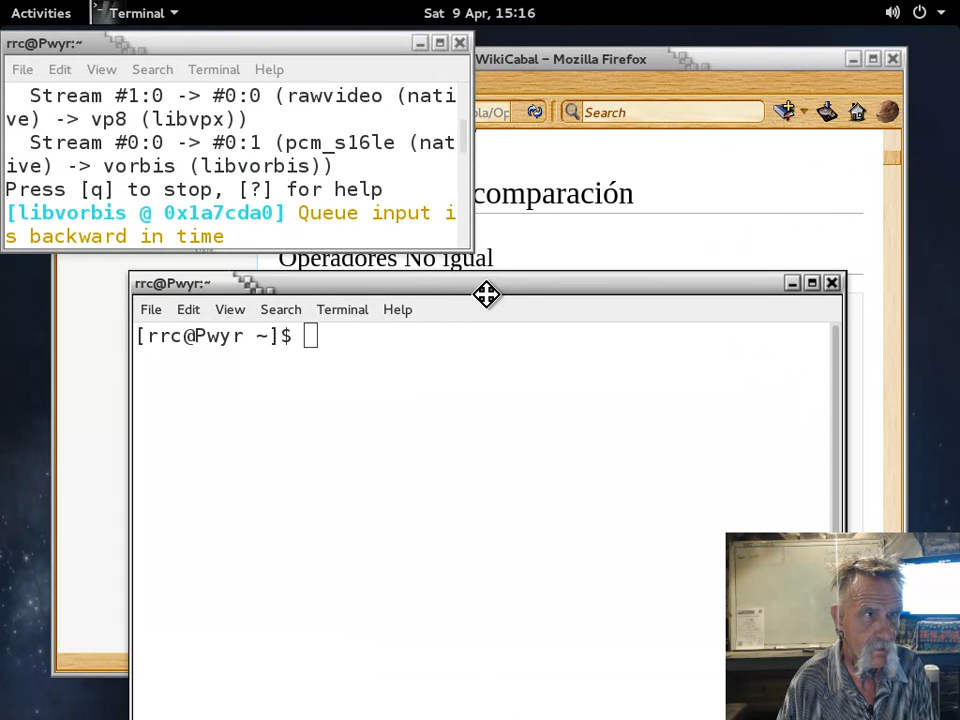 Activities
Terminal
Sat 9 Apr, 15:16
rrc@Pwyr:~
File Edit View Search Terminal Help
Stream #1:0 -> #0:0 (rawvideo (nati
ve) -> vp8 (libvpx))
Stream #0:0 -> #0:1 (pcm_s16le (nat
ive) -> vorbis (libvorbis))
Press [q] to stop, [?] for help
[libvorbis @ 0x1a7cda0] Queue input i
s backward in time
WikiCabal – Mozilla Firefox
ola/Op
Search
comparación
Operadores No igual
rrc@Pwyr:~
File Edit View Search Terminal Help
[rrc@Pwyr ~]$